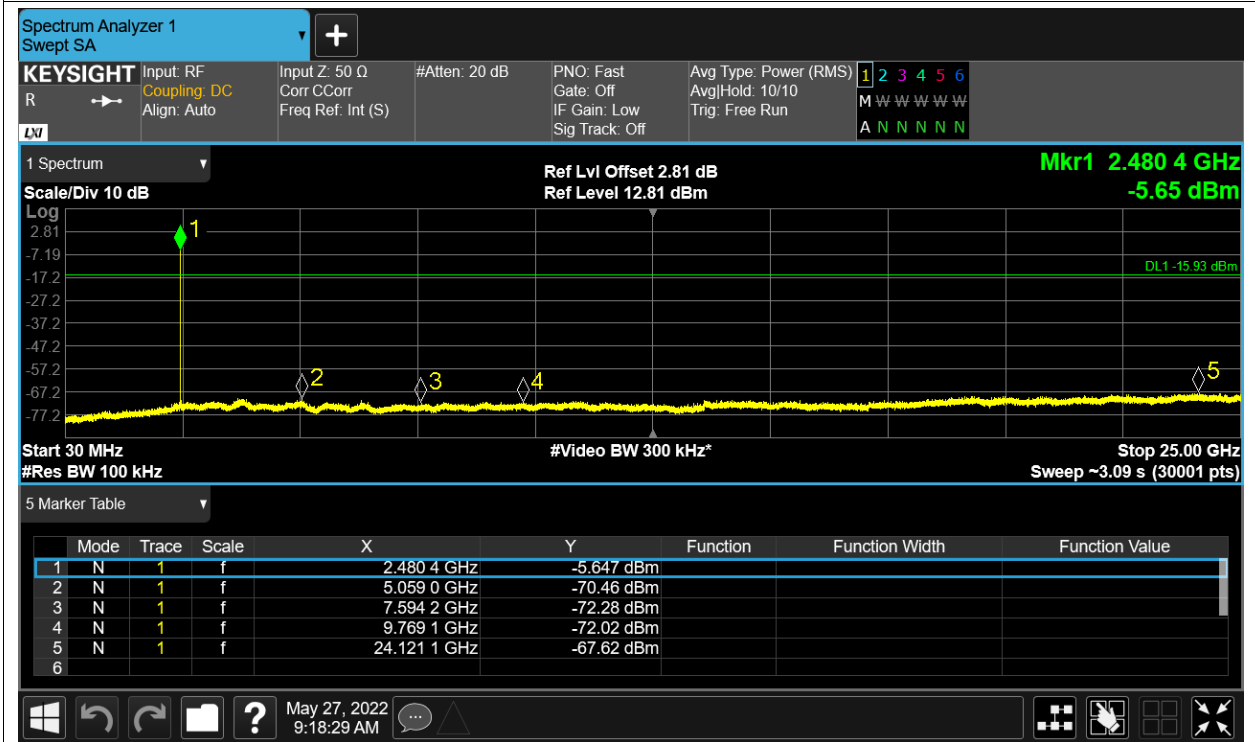 Spectrum Analyzer 1
Swept SA
+
KEYSIGHT
R
LXI
Input: RF
Coupling: DC
Align: Auto
Input Z: 50 Ω
Corr CCorr
Freq Ref: Int (S)
#Atten: 20 dB
PNO: Fast
Gate: Off
IF Gain: Low
Sig Track: Off
Avg Type: Power (RMS)
Avg|Hold: 10/10
Trig: Free Run
1 2 3 4 5 6
M W W W W W
A N N N N N
1 Spectrum
Scale/Div 10 dB
Ref Lvl Offset 2.81 dB
Ref Level 12.81 dBm
Mkr1 2.480 4 GHz
-5.65 dBm
Log
2.81
-7.19
-17.2
-27.2
-37.2
-47.2
-57.2
-67.2
-77.2
1
2
3
4
5
DL1 -15.93 dBm
Start 30 MHz
#Video BW 300 kHz*
Stop 25.00 GHz
#Res BW 100 kHz
Sweep ~3.09 s (30001 pts)
5 Marker Table
Mode Trace Scale X Y Function Function Width Function Value
1 N 1 f 2.480 4 GHz -5.647 dBm
2 N 1 f 5.059 0 GHz -70.46 dBm
3 N 1 f 7.594 2 GHz -72.28 dBm
4 N 1 f 9.769 1 GHz -72.02 dBm
5 N 1 f 24.121 1 GHz -67.62 dBm
6
?
May 27, 2022
9:18:29 AM